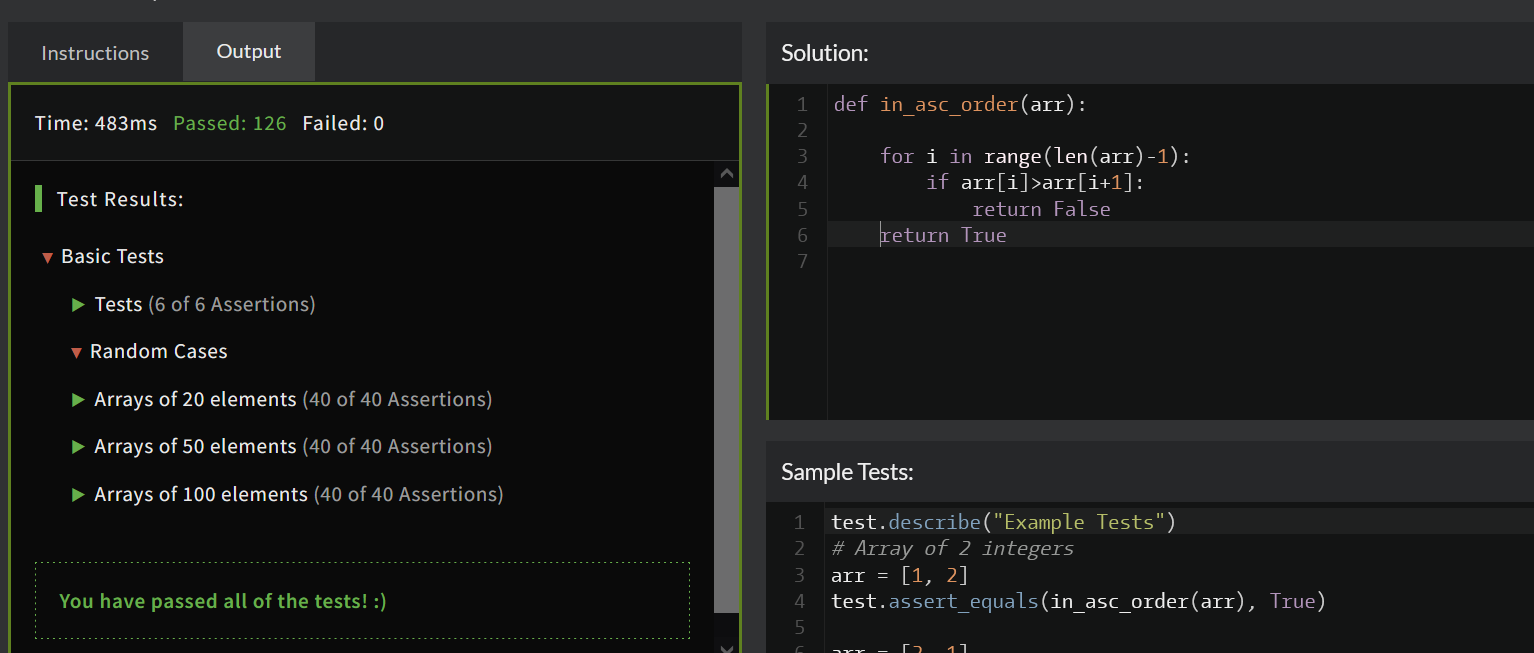 Instructions
Output
Time: 483ms Passed: 126 Failed: 0
Test Results:
Basic Tests
Tests (6 of 6 Assertions)
Random Cases
Arrays of 20 elements (40 of 40 Assertions)
Arrays of 50 elements (40 of 40 Assertions)
Arrays of 100 elements (40 of 40 Assertions)
You have passed all of the tests! :)
Solution:
1 def in_asc_order(arr):
2
3     for i in range(len(arr)-1):
4         if arr[i]>arr[i+1]:
5             return False
6     return True
7
Sample Tests:
1 test.describe("Example Tests")
2 # Array of 2 integers
3 arr = [1, 2]
4 test.assert_equals(in_asc_order(arr), True)
5
6 arr = [2, 1]